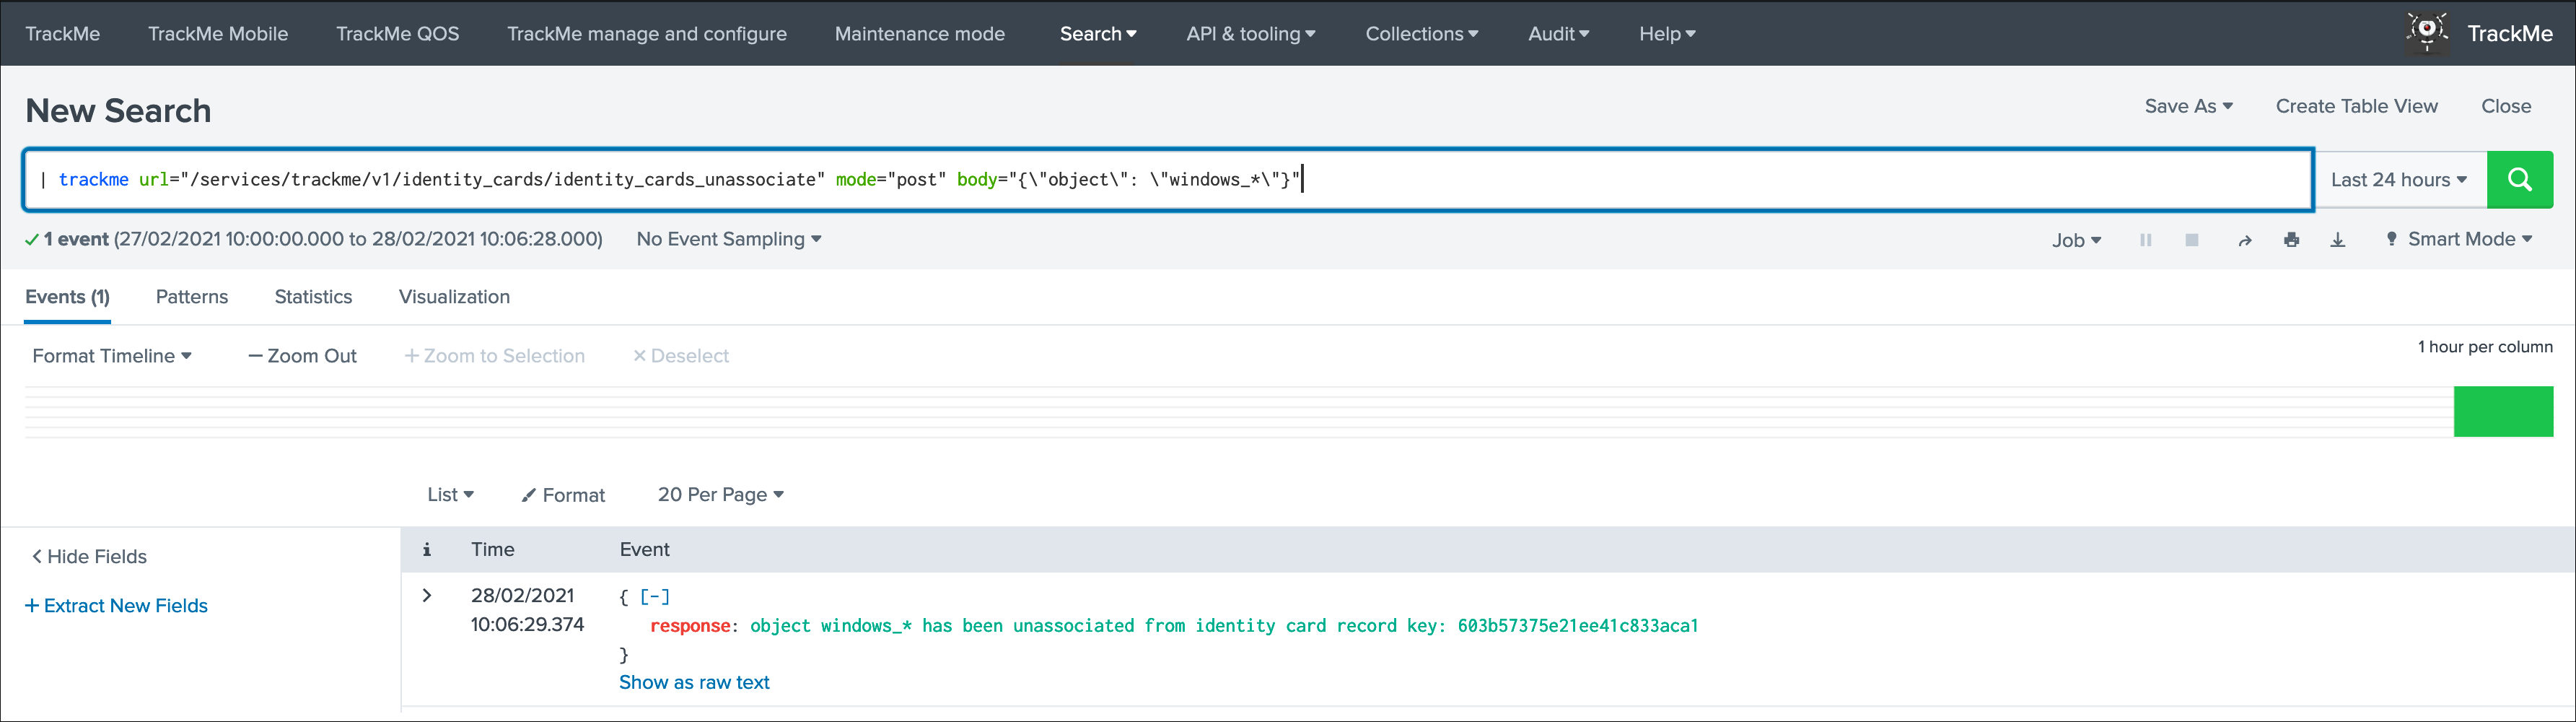 TrackMe TrackMe Mobile TrackMe QOS TrackMe manage and configure Maintenance mode Search API & tooling Collections Audit Help TrackMe
New Search Save As Create Table View Close
| trackme url="/services/trackme/v1/identity_cards/identity_cards_unassociate" mode="post" body="{\"object\": \"windows_*\"}" Last 24 hours
1 event (27/02/2021 10:00:00.000 to 28/02/2021 10:06:28.000) No Event Sampling Job Smart Mode
Events (1) Patterns Statistics Visualization
Format Timeline — Zoom Out + Zoom to Selection × Deselect 1 hour per column
List Format 20 Per Page
< Hide Fields i Time Event
+ Extract New Fields > 28/02/2021 { [-]
10:06:29.374 response: object windows_* has been unassociated from identity card record key: 603b57375e21ee41c833aca1
}
Show as raw text